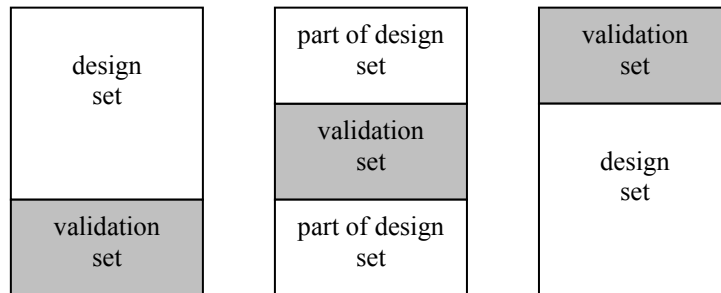 design
set
validation
set
part of design
set
validation
set
part of design
set
validation
set
design
set